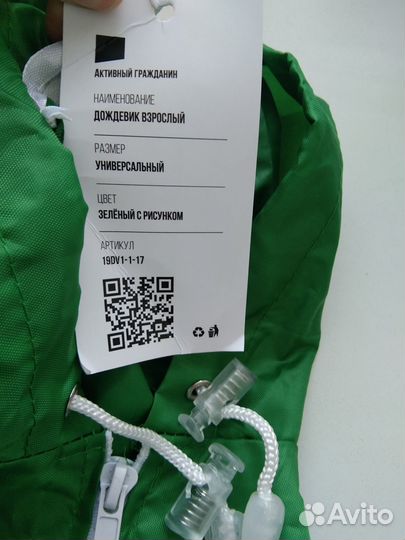 АКТИВНЫЙ ГРАЖДАНИН
НАИМЕНОВАНИЕ
ДОЖДЕВИК ВЗРОСЛЫЙ
РАЗМЕР
УНИВЕРСАЛЬНЫЙ
ЦВЕТ
ЗЕЛЁНЫЙ С РИСУНКОМ
АРТИКУЛ
19DV1-1-17
Avito